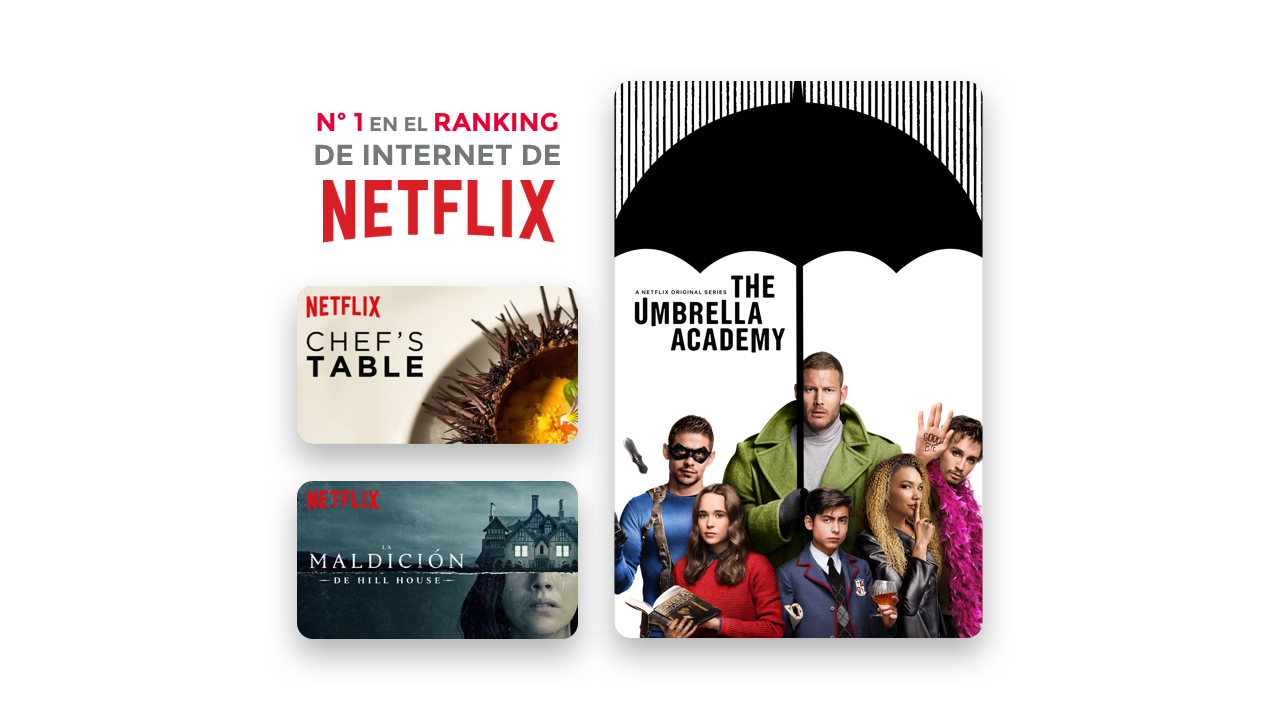 Nº 1 EN EL RANKING
DE INTERNET DE
NETFLIX
NETFLIX
CHEF'S
TABLE
NETFLIX
LA
MALDICIÓN
DE HILL HOUSE
A NETFLIX ORIGINAL SERIES THE
UMBRELLA
ACADEMY
GOOD
BYE